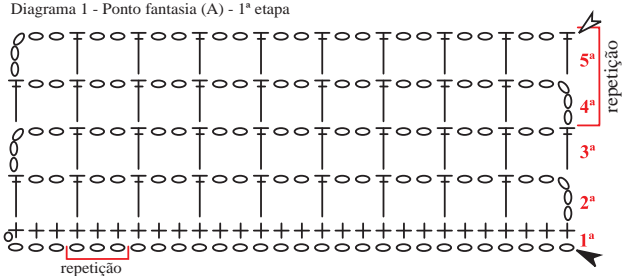 Diagrama 1 - Ponto fantasia (A) - 1ª etapa
5ª
repetição
4ª
3ª
2ª
1ª
repetição